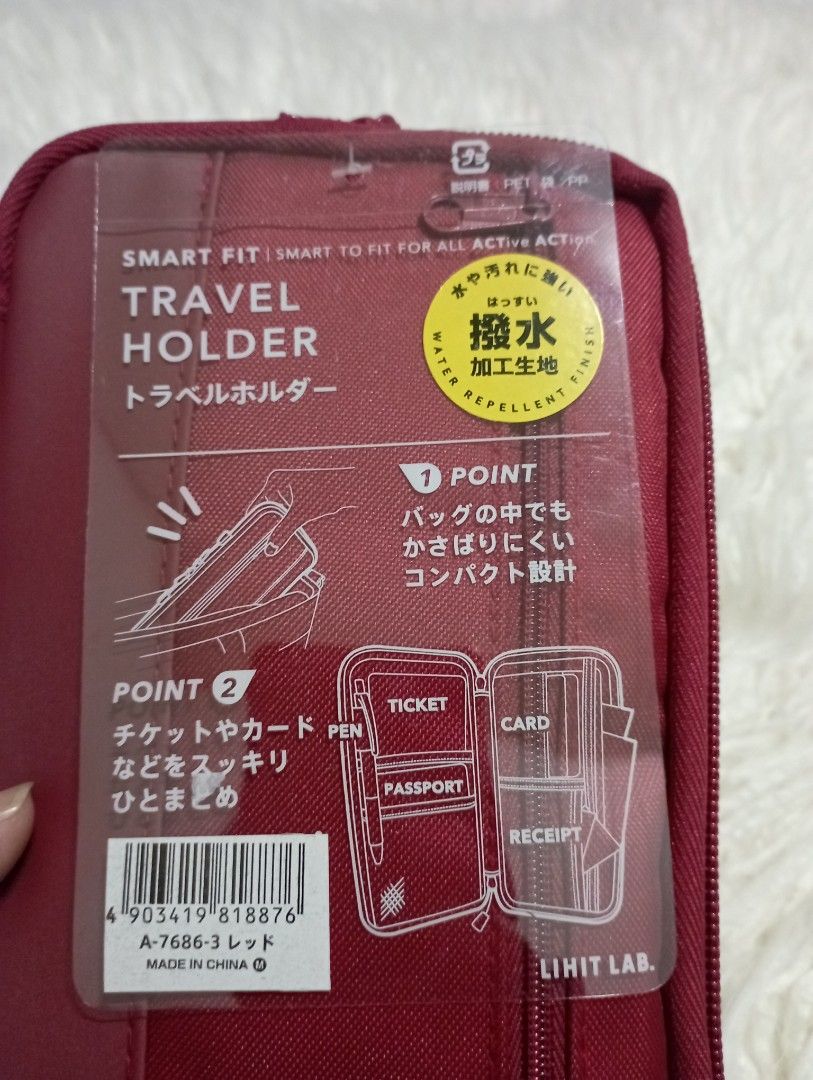 説明書：PET 袋：PP
SMART FIT | SMART TO FIT FOR ALL ACTive ACTion
TRAVEL
HOLDER
トラベルホルダー
水や汚れに強い
はっすい
撥水
加工生地
WATER REPELLENT FINISH
1 POINT
バッグの中でも
かさばりにくい
コンパクト設計
POINT 2
チケットやカード
などをスッキリ
ひとまとめ
PEN
TICKET
PASSPORT
CARD
RECEIPT
4 903419 818876
A-7686-3 レッド
MADE IN CHINA M
LIHIT LAB.